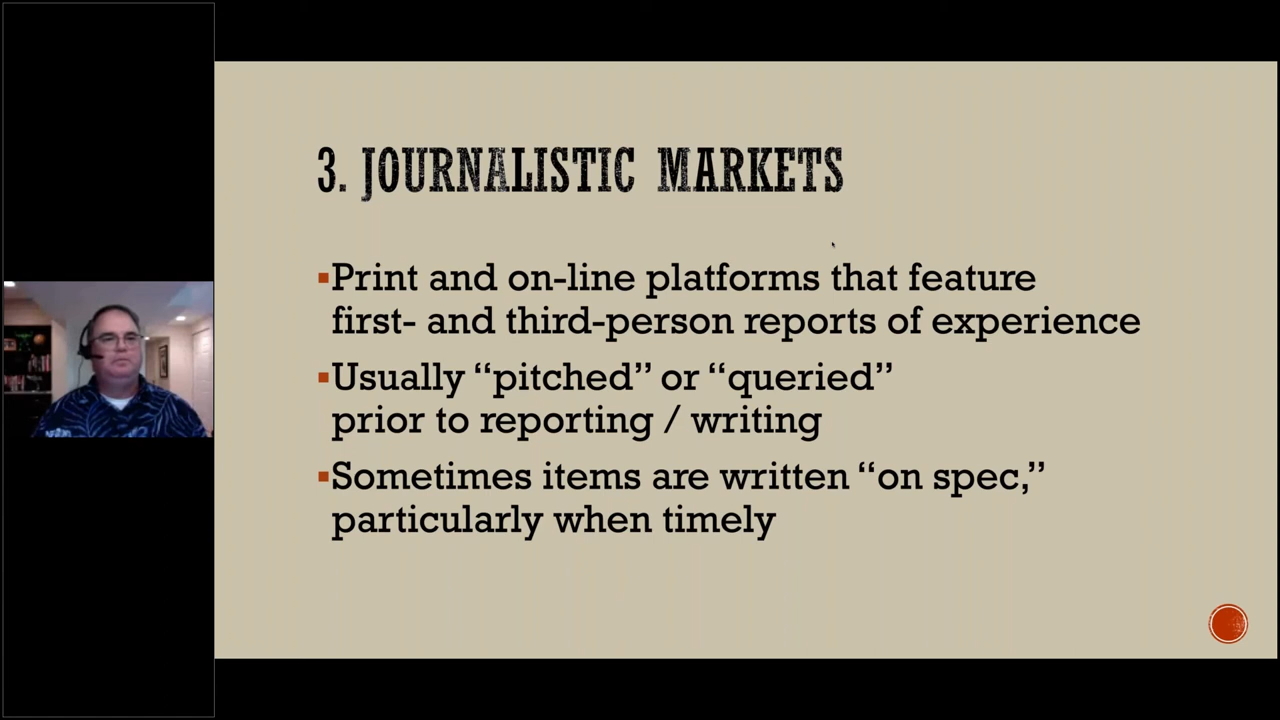 3. JOURNALISTIC MARKETS
▪Print and on-line platforms that feature
first- and third-person reports of experience
▪Usually “pitched” or “queried”
prior to reporting / writing
▪Sometimes items are written “on spec,”
particularly when timely